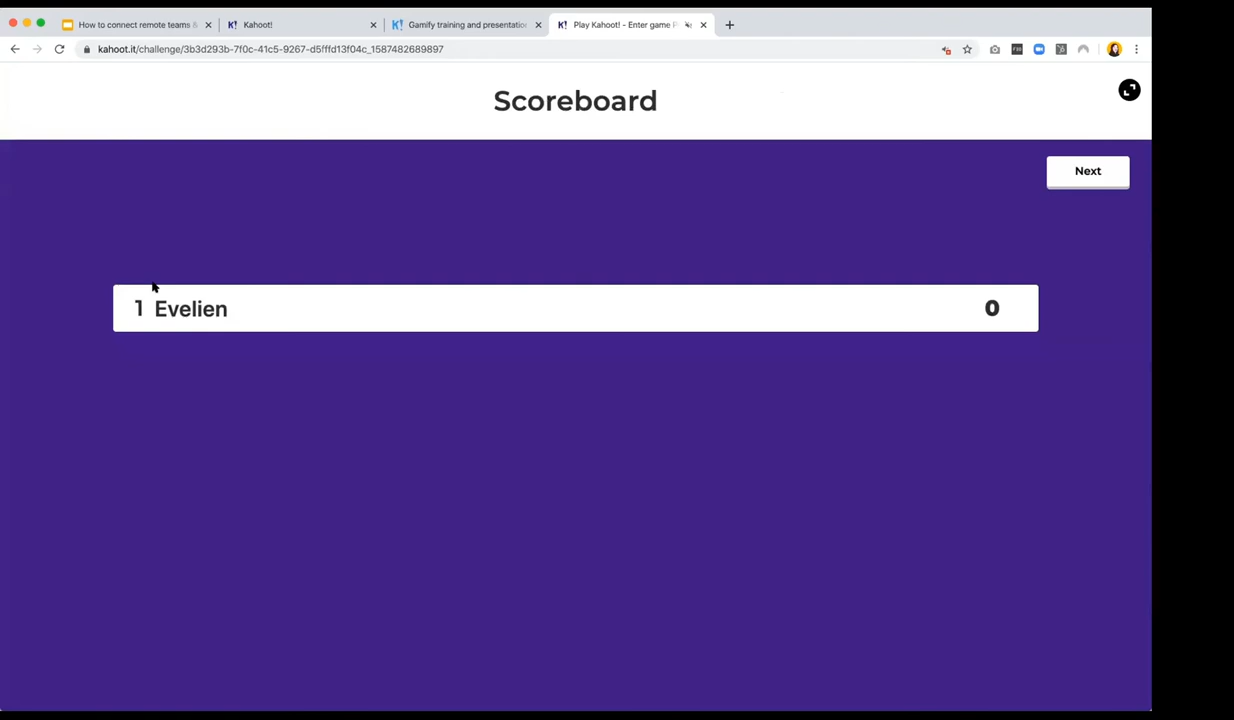 How to connect remote teams &
K! Kahoot!
K! Gamify training and presentation
K! Play Kahoot! - Enter game P
kahoot.it/challenge/3b3d293b-7f0c-41c5-9267-d5fffd13f04c_1587482689897
Scoreboard
Next
1 Evelien 0